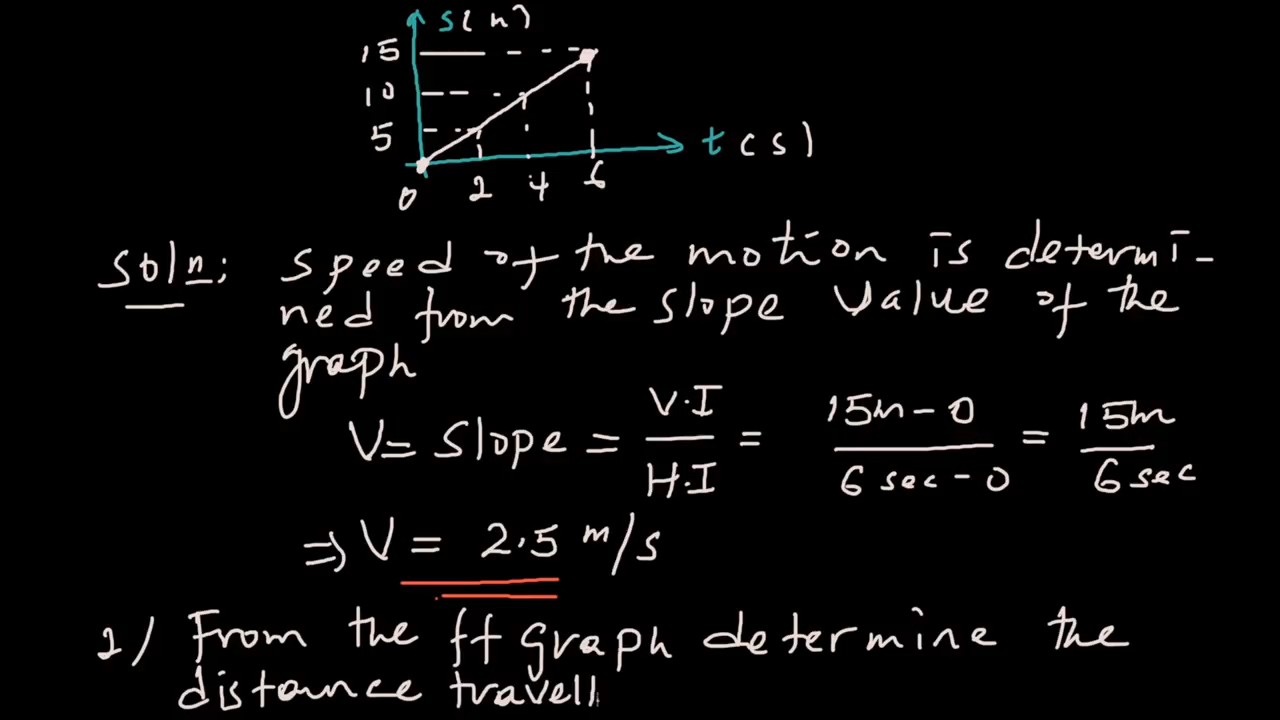 s(m)
15
10
5
0 2 4 6
t(s)
Soln: speed of the motion is determi-
ned from the slope value of the
graph
V= Slope = V.I / H.I = 15m - 0 / 6 sec - 0 = 15m / 6 sec
⇒ V = 2.5 m/s
2) From the ff graph determine the
distance travell